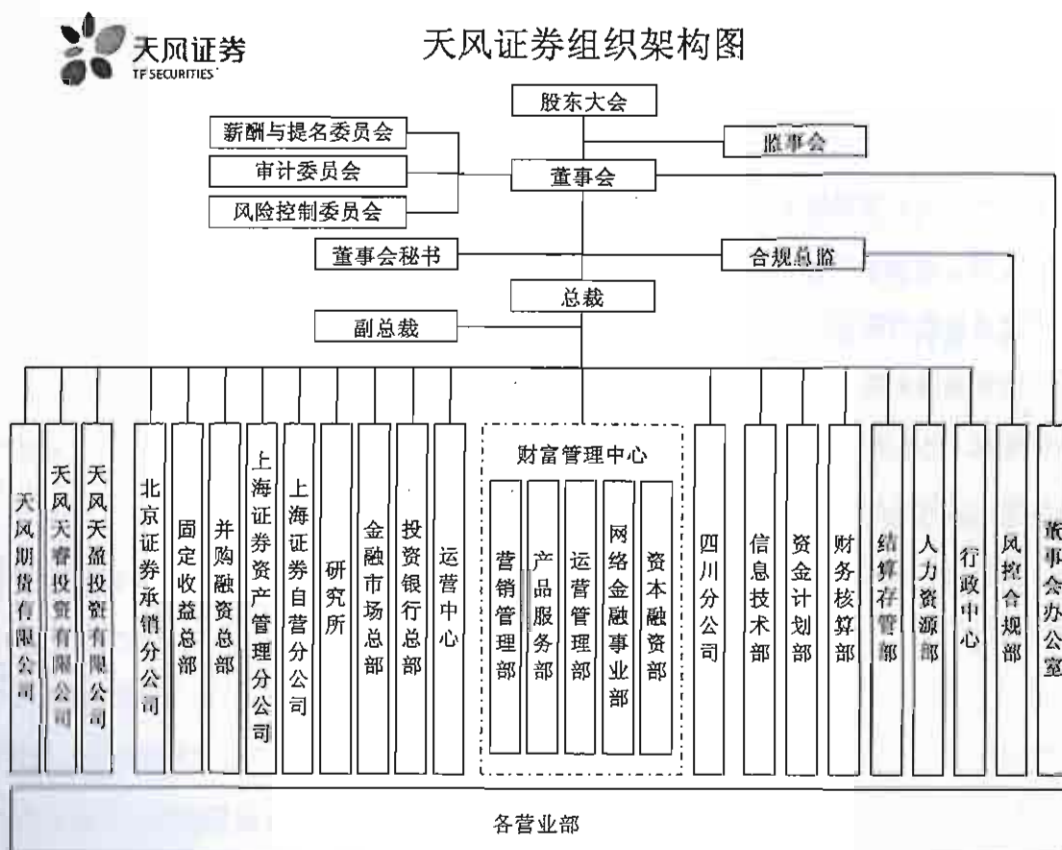 天风证券
TF SECURITIES
天风证券组织架构图
股东大会
薪酬与提名委员会
监事会
审计委员会
董事会
风险控制委员会
董事会秘书
合规总监
总裁
副总裁
天风期货有限公司
天风天睿投资有限公司
天风天盈投资有限公司
北京证券承销分公司
固定收益总部
并购融资总部
上海证券资产管理分公司
上海证券自营分公司
研究所
金融市场总部
投资银行总部
运营中心
财富管理中心
营销管理部
产品服务部
运营管理部
网络金融事业部
资本融资部
四川分公司
信息技术部
资金计划部
财务核算部
结算存管部
人力资源部
行政中心
风控合规部
董事会办公室
各营业部